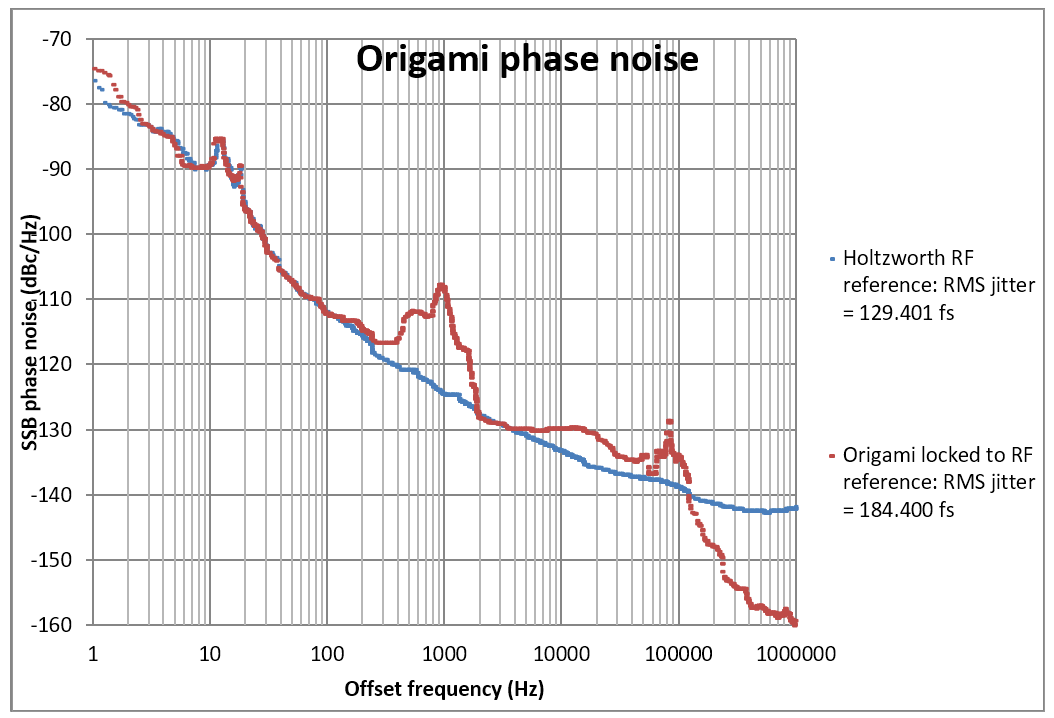 Origami phase noise
-70
-80
-90
-100
-110
-120
-130
-140
-150
-160
SSB phase noise (dBc/Hz)
1
10
100
1000
10000
100000
1000000
Offset frequency (Hz)
Holtzworth RF
reference: RMS jitter
= 129.401 fs
Origami locked to RF
reference: RMS jitter
= 184.400 fs